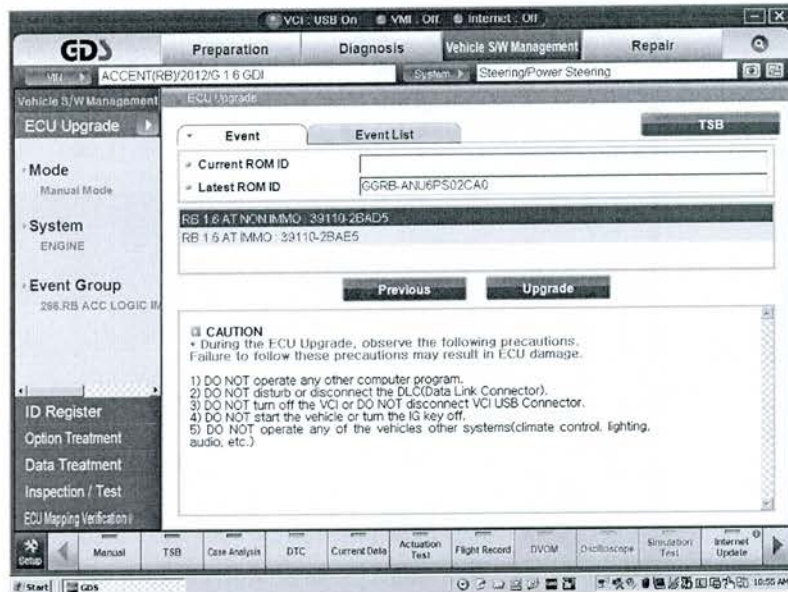 VCI : USB On VMI : Off Internet : Off
GDS Preparation Diagnosis Vehicle S/W Management Repair
VIN ACCENT(RB)/2012/G 1.6 GDI System Steering/Power Steering
Vehicle S/W Management ECU Upgrade
ECU Upgrade
Event Event List TSB
Current ROM ID
Latest ROM ID GGRB-ANU6PS02CA0
Mode
Manual Mode
RB 1.6 AT NON IMMO : 39110-2BAD5
RB 1.6 AT IMMO : 39110-2BAE5
System
ENGINE
Event Group
266.RB ACC LOGIC IM
Previous Upgrade
CAUTION
• During the ECU Upgrade, observe the following precautions.
Failure to follow these precautions may result in ECU damage.
1) DO NOT operate any other computer program.
2) DO NOT disturb or disconnect the DLC(Data Link Connector).
3) DO NOT turn off the VCI or DO NOT disconnect VCI USB Connector.
4) DO NOT start the vehicle or turn the IG key off.
5) DO NOT operate any of the vehicles other systems(climate control, lighting,
audio, etc.)
ID Register
Option Treatment
Data Treatment
Inspection / Test
ECU Mapping Verification
Setup Manual TSB Case Analysis DTC Current Data Actuation Test Flight Record DVOM Oscilloscope Simulation Test Internet Update
Start GDS 10:55 AM